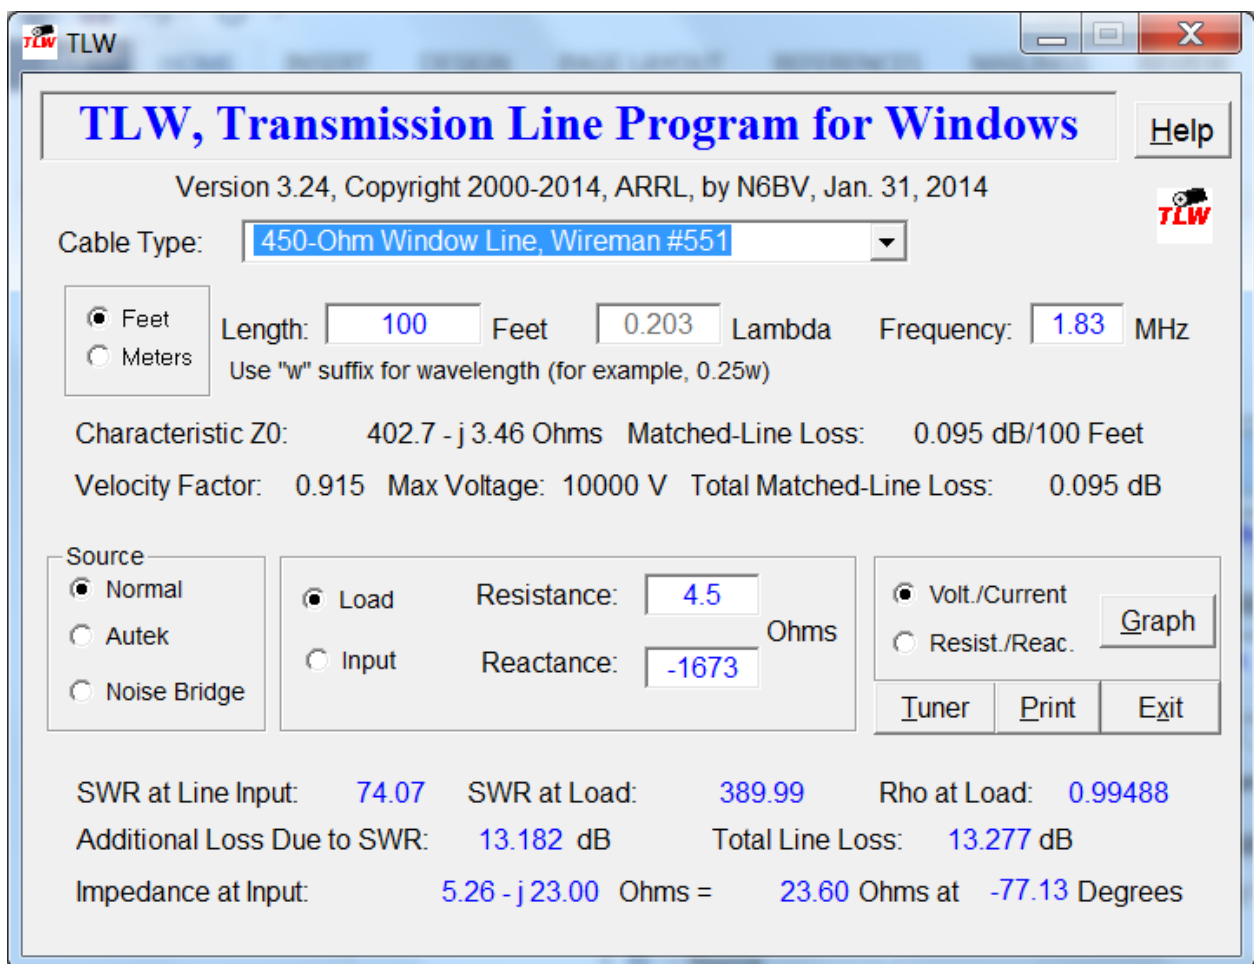 TLW TLW
TLW, Transmission Line Program for Windows
Help
Version 3.24, Copyright 2000-2014, ARRL, by N6BV, Jan. 31, 2014
TLW
Cable Type: 450-Ohm Window Line, Wireman #551
Feet
Meters
Length: 100 Feet 0.203 Lambda Frequency: 1.83 MHz
Use "w" suffix for wavelength (for example, 0.25w)
Characteristic Z0: 402.7 - j 3.46 Ohms Matched-Line Loss: 0.095 dB/100 Feet
Velocity Factor: 0.915 Max Voltage: 10000 V Total Matched-Line Loss: 0.095 dB
Source
Normal
Autek
Noise Bridge
Load
Input
Resistance: 4.5
Ohms
Reactance: -1673
Volt./Current
Resist./Reac.
Graph
Tuner Print Exit
SWR at Line Input: 74.07 SWR at Load: 389.99 Rho at Load: 0.99488
Additional Loss Due to SWR: 13.182 dB Total Line Loss: 13.277 dB
Impedance at Input: 5.26 - j 23.00 Ohms = 23.60 Ohms at -77.13 Degrees